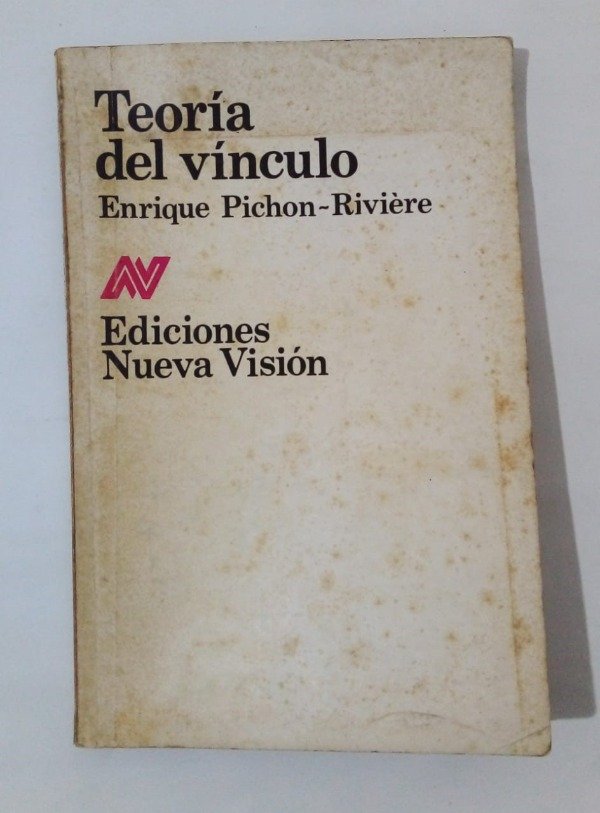 Teoría
del vínculo
Enrique Pichon-Rivière
NV
Ediciones
Nueva Visión